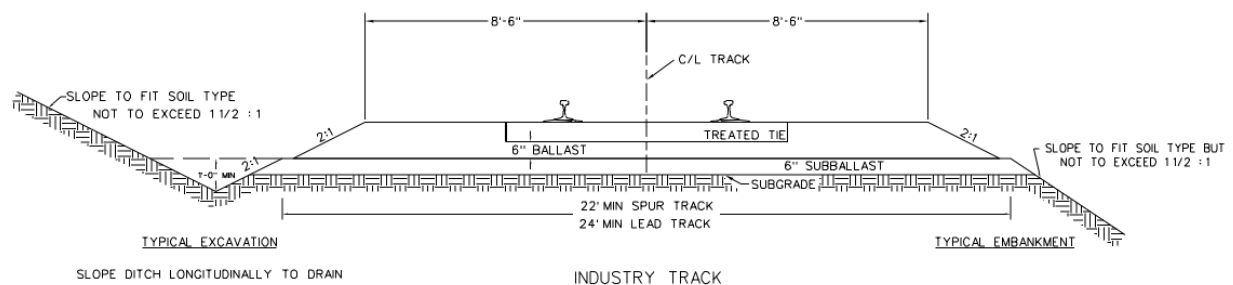 8'-6" 8'-6"
C/L TRACK
SLOPE TO FIT SOIL TYPE
NOT TO EXCEED 1 1/2 : 1
2:1
TREATED TIE
2:1
6" BALLAST
SLOPE TO FIT SOIL TYPE BUT
NOT TO EXCEED 1 1/2 : 1
2:1
1'-0" MIN
6" SUBBALLAST
SUBGRADE
22' MIN SPUR TRACK
24' MIN LEAD TRACK
TYPICAL EXCAVATION
TYPICAL EMBANKMENT
SLOPE DITCH LONGITUDINALLY TO DRAIN
INDUSTRY TRACK